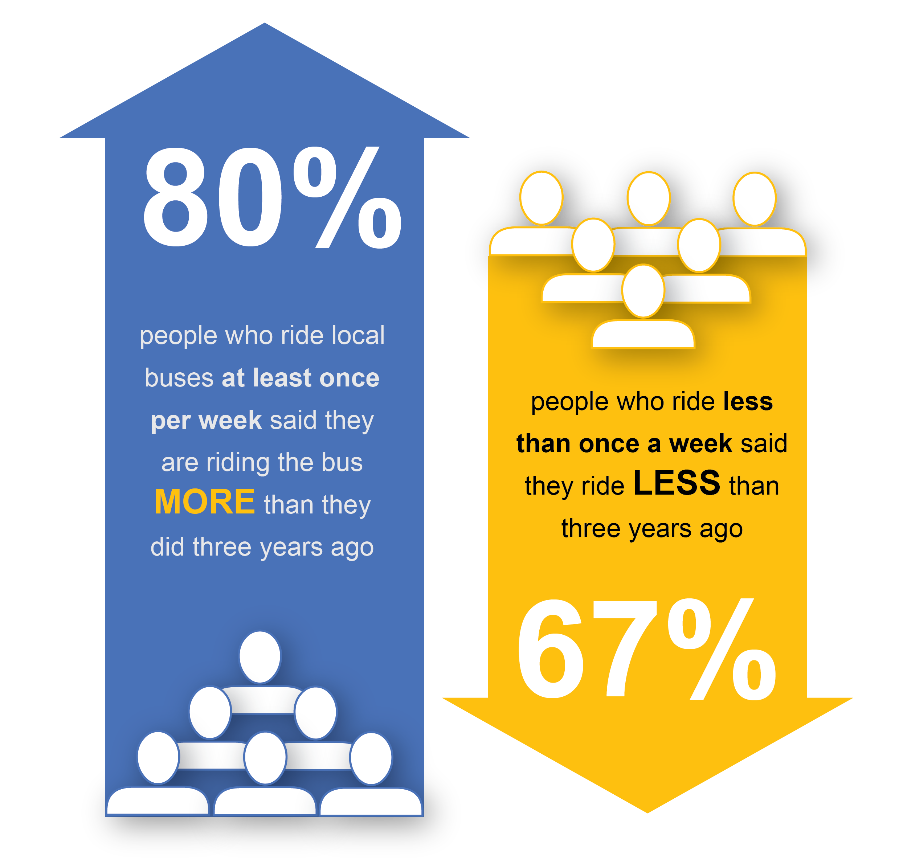 80%
people who ride local
buses at least once
per week said they
are riding the bus
MORE than they
did three years ago
people who ride less
than once a week said
they ride LESS than
three years ago
67%